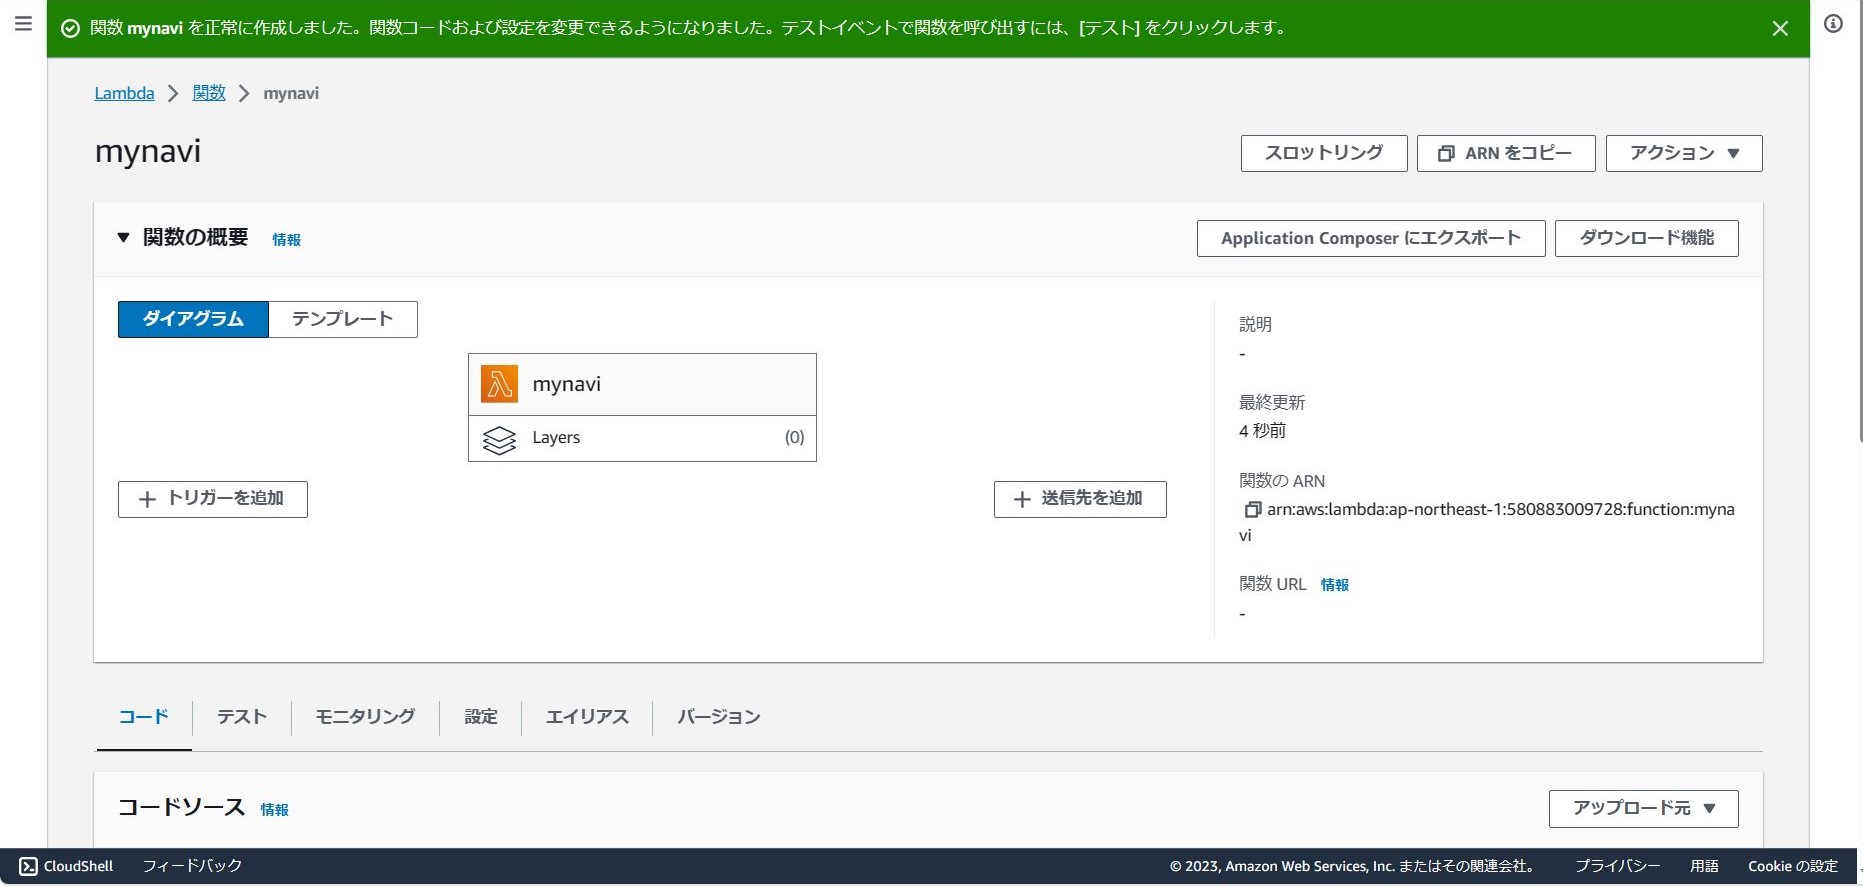 関数 mynavi を正常に作成しました。関数コードおよび設定を変更できるようになりました。テストイベントで関数を呼び出すには、[テスト] をクリックします。
Lambda > 関数 > mynavi
mynavi
スロットリング
ARN をコピー
アクション ▼
▼ 関数の概要 情報
Application Composer にエクスポート
ダウンロード機能
ダイアグラム
テンプレート
mynavi
Layers (0)
+ トリガーを追加
+ 送信先を追加
説明
-
最終更新
4 秒前
関数の ARN
arn:aws:lambda:ap-northeast-1:580883009728:function:myna
vi
関数 URL 情報
-
コード
テスト
モニタリング
設定
エイリアス
バージョン
コードソース 情報
アップロード元 ▼
CloudShell
フィードバック
© 2023, Amazon Web Services, Inc. またはその関連会社。
プライバシー
用語
Cookie の設定